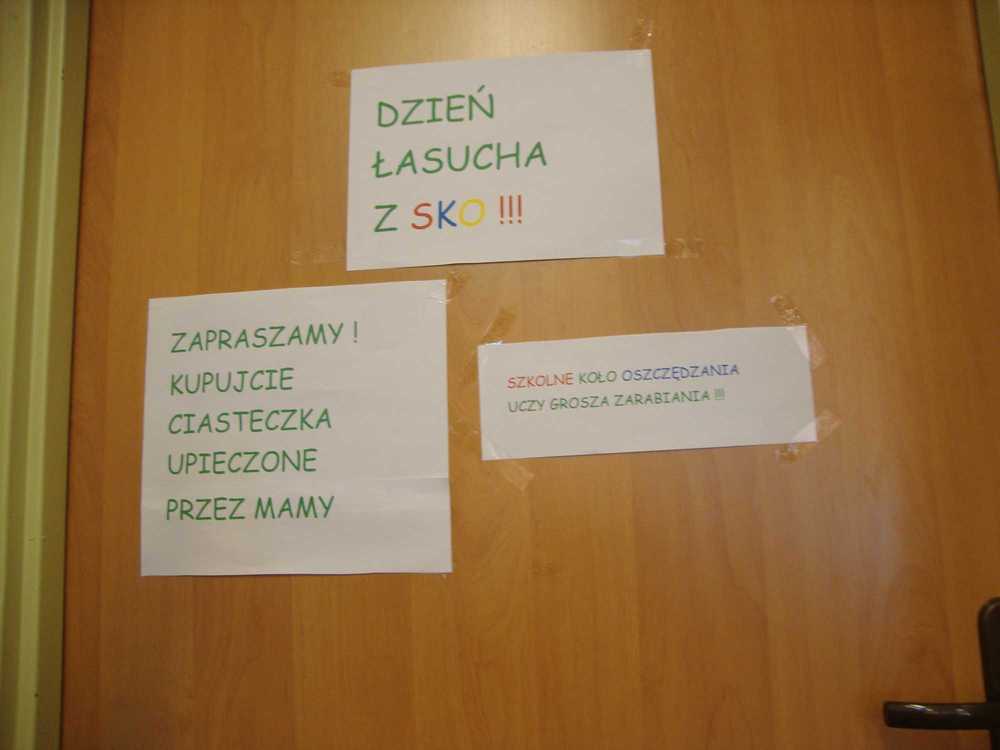 DZIEŃ
ŁASUCHA
Z SKO !!!
ZAPRASZAMY !
KUPUJCIE
CIASTECZKA
UPIECZONE
PRZEZ MAMY
SZKOLNE KOŁO OSZCZĘDZANIA
UCZY GROSZA ZARABIANIA !!!